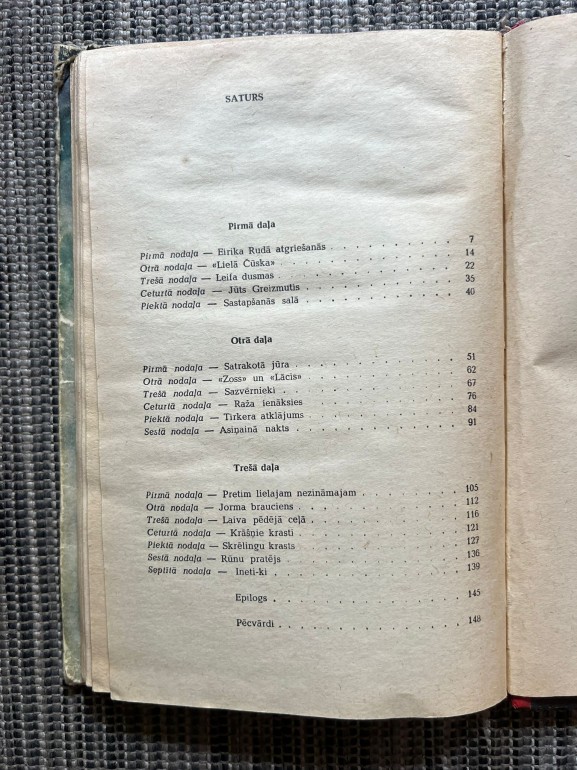 SATURS
Pirmā daļa
Pirmā nodaļa — Eirika Rudā atgriešanās . . . . . . . . . . 7
Otrā nodaļa — «Lielā Čūska» . . . . . . . . . . . . . 14
Trešā nodaļa — Leifa dusmas . . . . . . . . . . . . . 22
Ceturtā nodaļa — Jūts Greizmutis . . . . . . . . . . . 35
Piektā nodaļa — Sastapšanās salā . . . . . . . . . . . 40
Otrā daļa
Pirmā nodaļa — Satrakotā jūra . . . . . . . . . . . . 51
Otrā nodaļa — «Zoss» un «Lācis» . . . . . . . . . . . 62
Trešā nodaļa — Sazvērnieki . . . . . . . . . . . . . 67
Ceturtā nodaļa — Raža ienāksies . . . . . . . . . . . 76
Piektā nodaļa — Tirkera atklājums . . . . . . . . . . 84
Sestā nodaļa — Asiņainā nakts . . . . . . . . . . . . 91
Trešā daļa
Pirmā nodaļa — Pretim lielajam nezināmajam . . . . . . . 105
Otrā nodaļa — Jorma brauciens . . . . . . . . . . . . 112
Trešā nodaļa — Laiva pēdējā ceļā . . . . . . . . . . . 116
Ceturtā nodaļa — Krāšņie krasti . . . . . . . . . . . 121
Piektā nodaļa — Skrēlingu krasts . . . . . . . . . . . 127
Sestā nodaļa — Rūnu pratējs . . . . . . . . . . . . . 136
Septītā nodaļa — Ineti-ki . . . . . . . . . . . . . . 139
Epilogs . . . . . . . . . . . . . 145
Pēcvārdi . . . . . . . . . . . . . 148